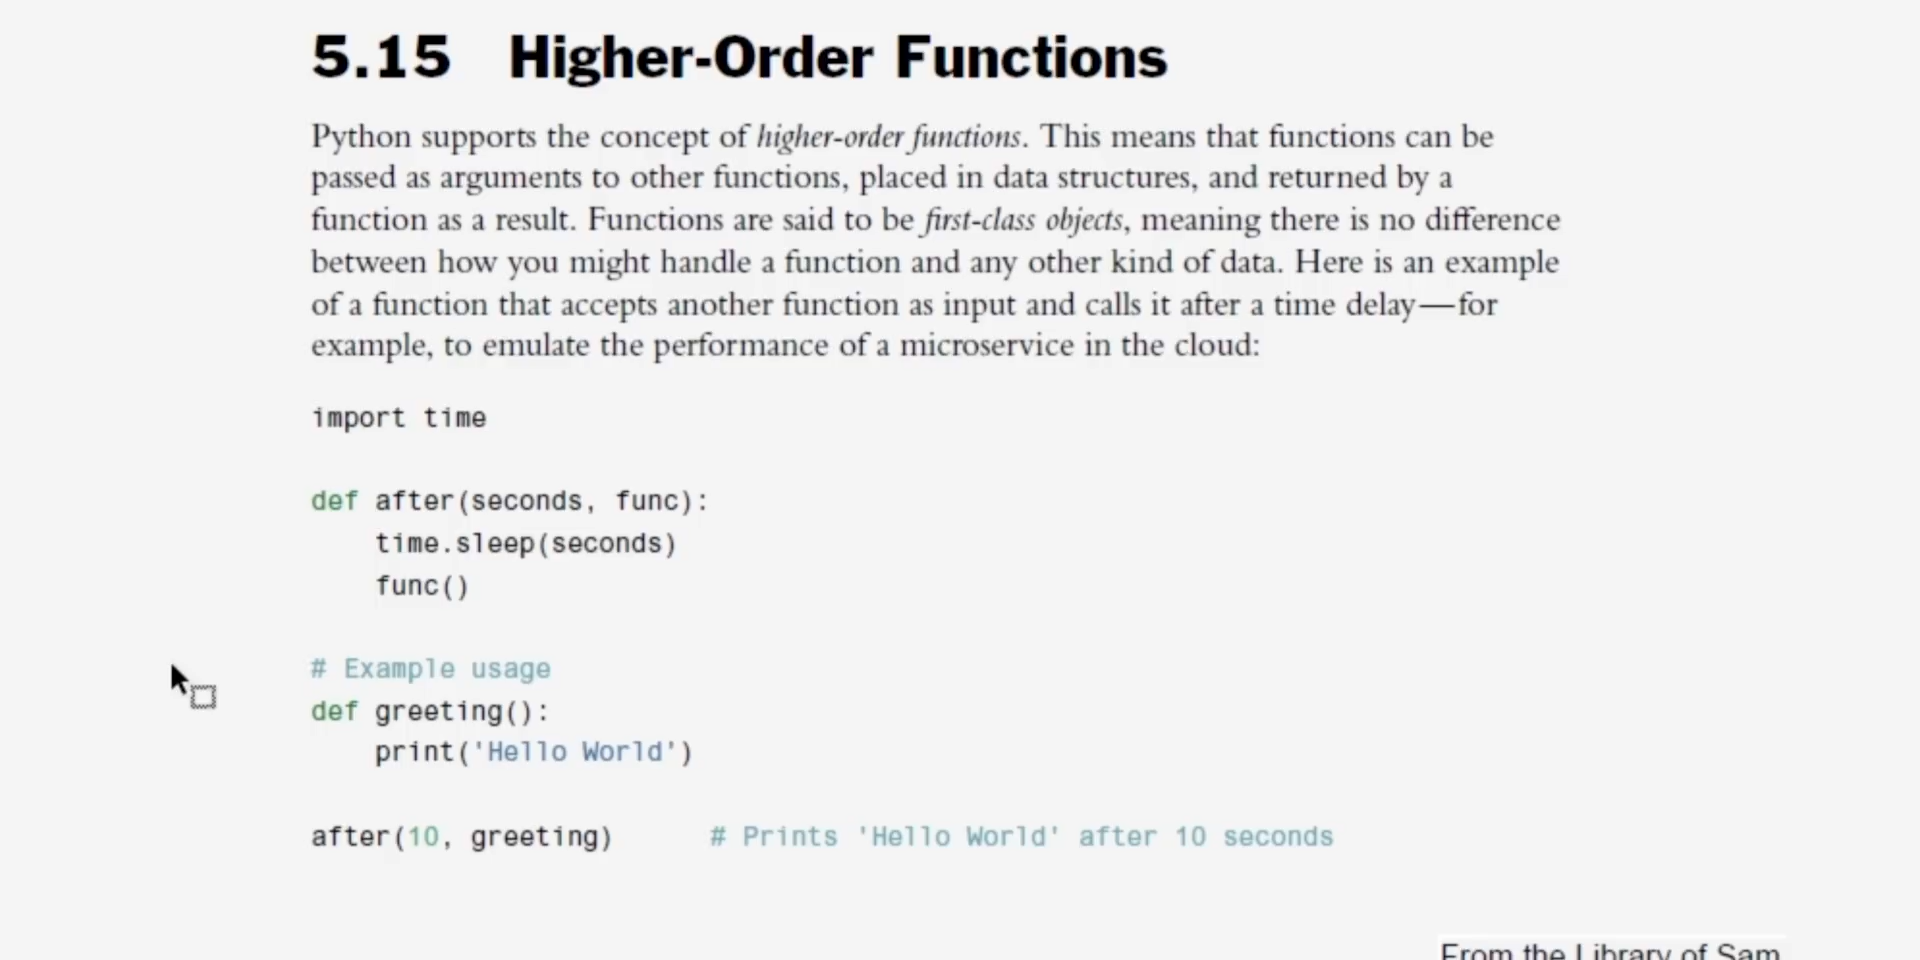 5.15 Higher-Order Functions
Python supports the concept of higher-order functions. This means that functions can be
passed as arguments to other functions, placed in data structures, and returned by a
function as a result. Functions are said to be first-class objects, meaning there is no difference
between how you might handle a function and any other kind of data. Here is an example
of a function that accepts another function as input and calls it after a time delay—for
example, to emulate the performance of a microservice in the cloud:
import time
def after(seconds, func):
    time.sleep(seconds)
    func()
# Example usage
def greeting():
    print('Hello World')
after(10, greeting)      # Prints 'Hello World' after 10 seconds
From the Library of Sam